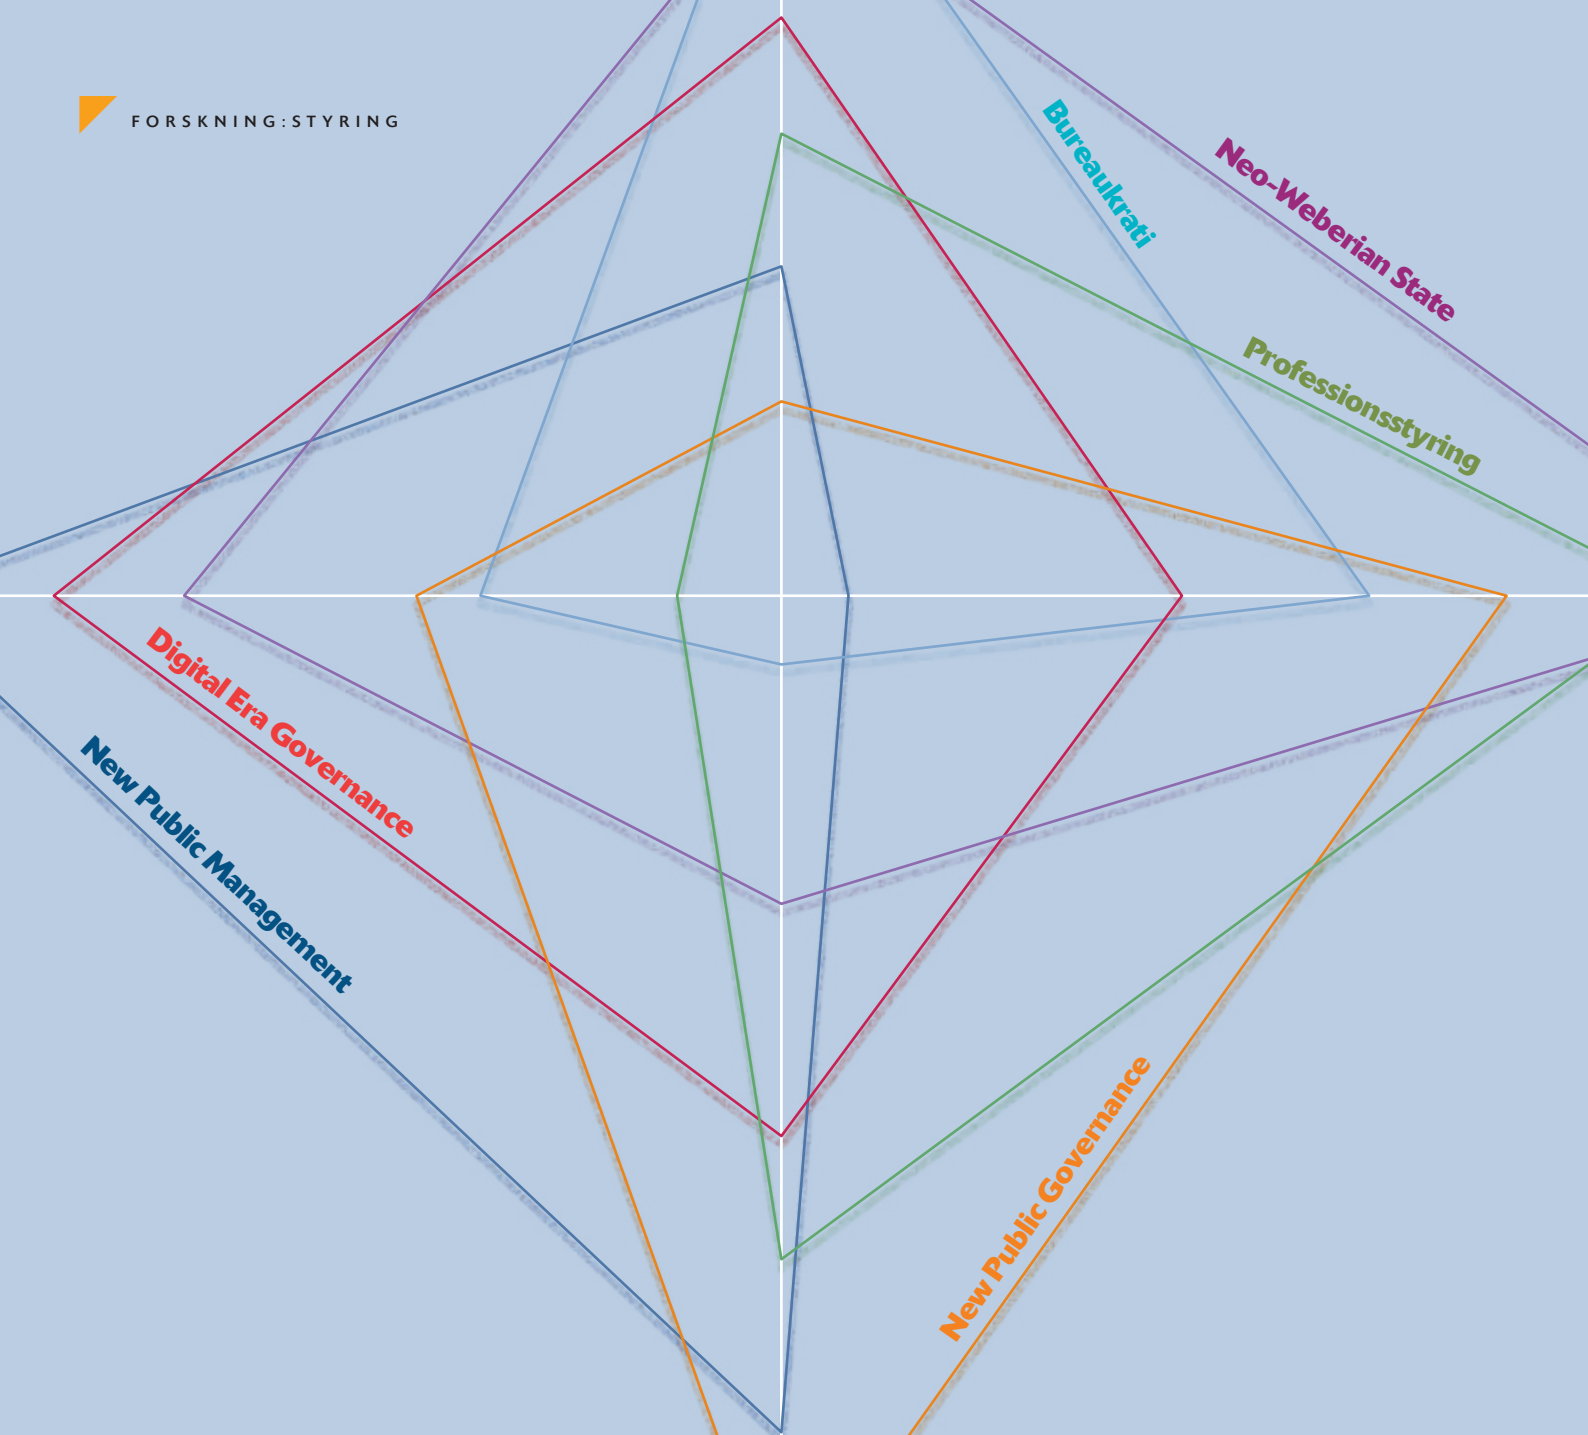 FORSKNING:STYRING
Bureaukrati
Neo-Weberian State
Professionsstyring
Digital Era Governance
New Public Management
New Public Governance